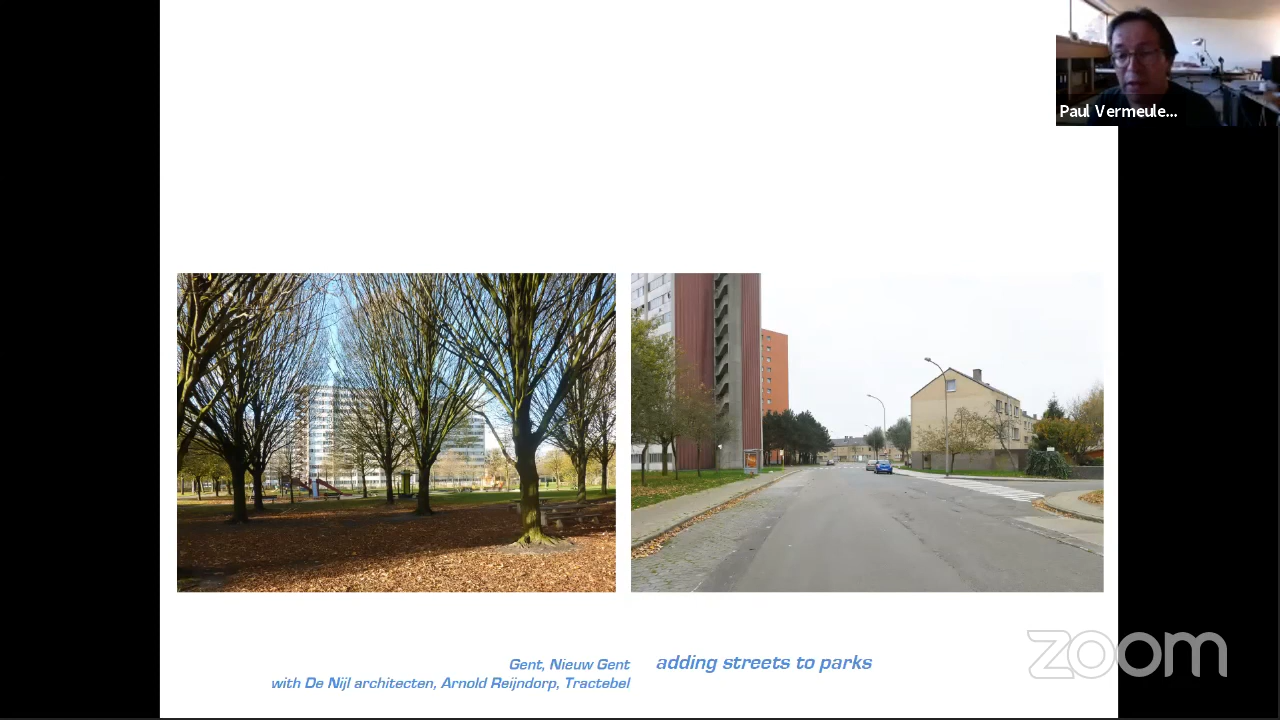 Paul Vermeule...
Gent, Nieuw Gent
with De Nijl architecten, Arnold Reijndorp, Tractebel
adding streets to parks
zoom